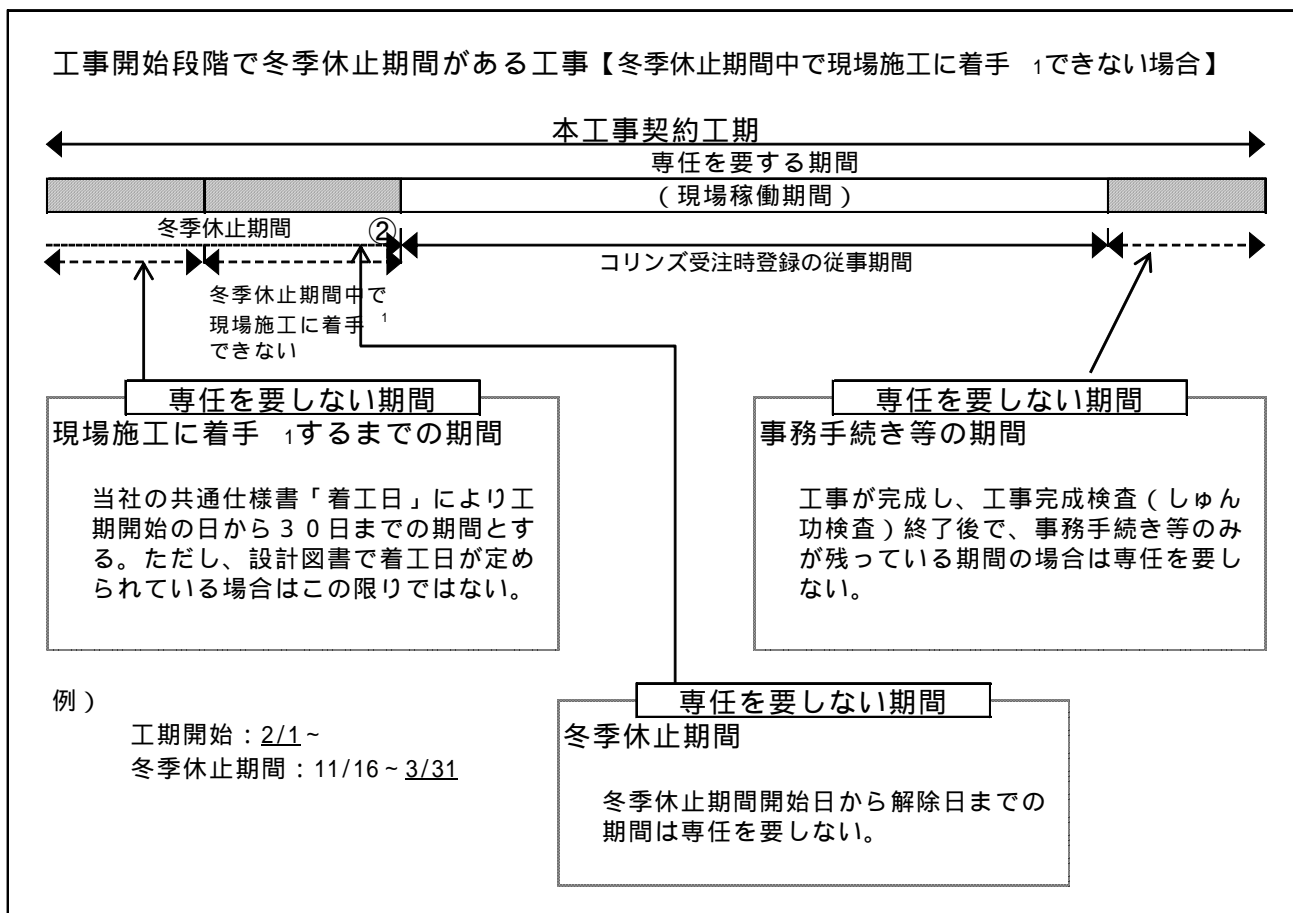 工事開始段階で冬季休止期間がある工事【冬季休止期間中で現場施工に着手 1できない場合】
本工事契約工期
専任を要する期間
(現場稼働期間)
冬季休止期間
②
コリンズ受注時登録の従事期間
冬季休止期間中で
現場施工に着手 1
できない
専任を要しない期間
現場施工に着手 1するまでの期間
当社の共通仕様書「着工日」により工
期開始の日から30日までの期間とす
る。ただし、設計図書で着工日が定め
られている場合はこの限りではない。
専任を要しない期間
事務手続き等の期間
工事が完成し、工事完成検査(しゅん
功検査)終了後で、事務手続き等のみ
が残っている期間の場合は専任を要し
ない。
例)
工期開始:2/1~
冬季休止期間:11/16~3/31
専任を要しない期間
冬季休止期間
冬季休止期間開始日から解除日までの
期間は専任を要しない。